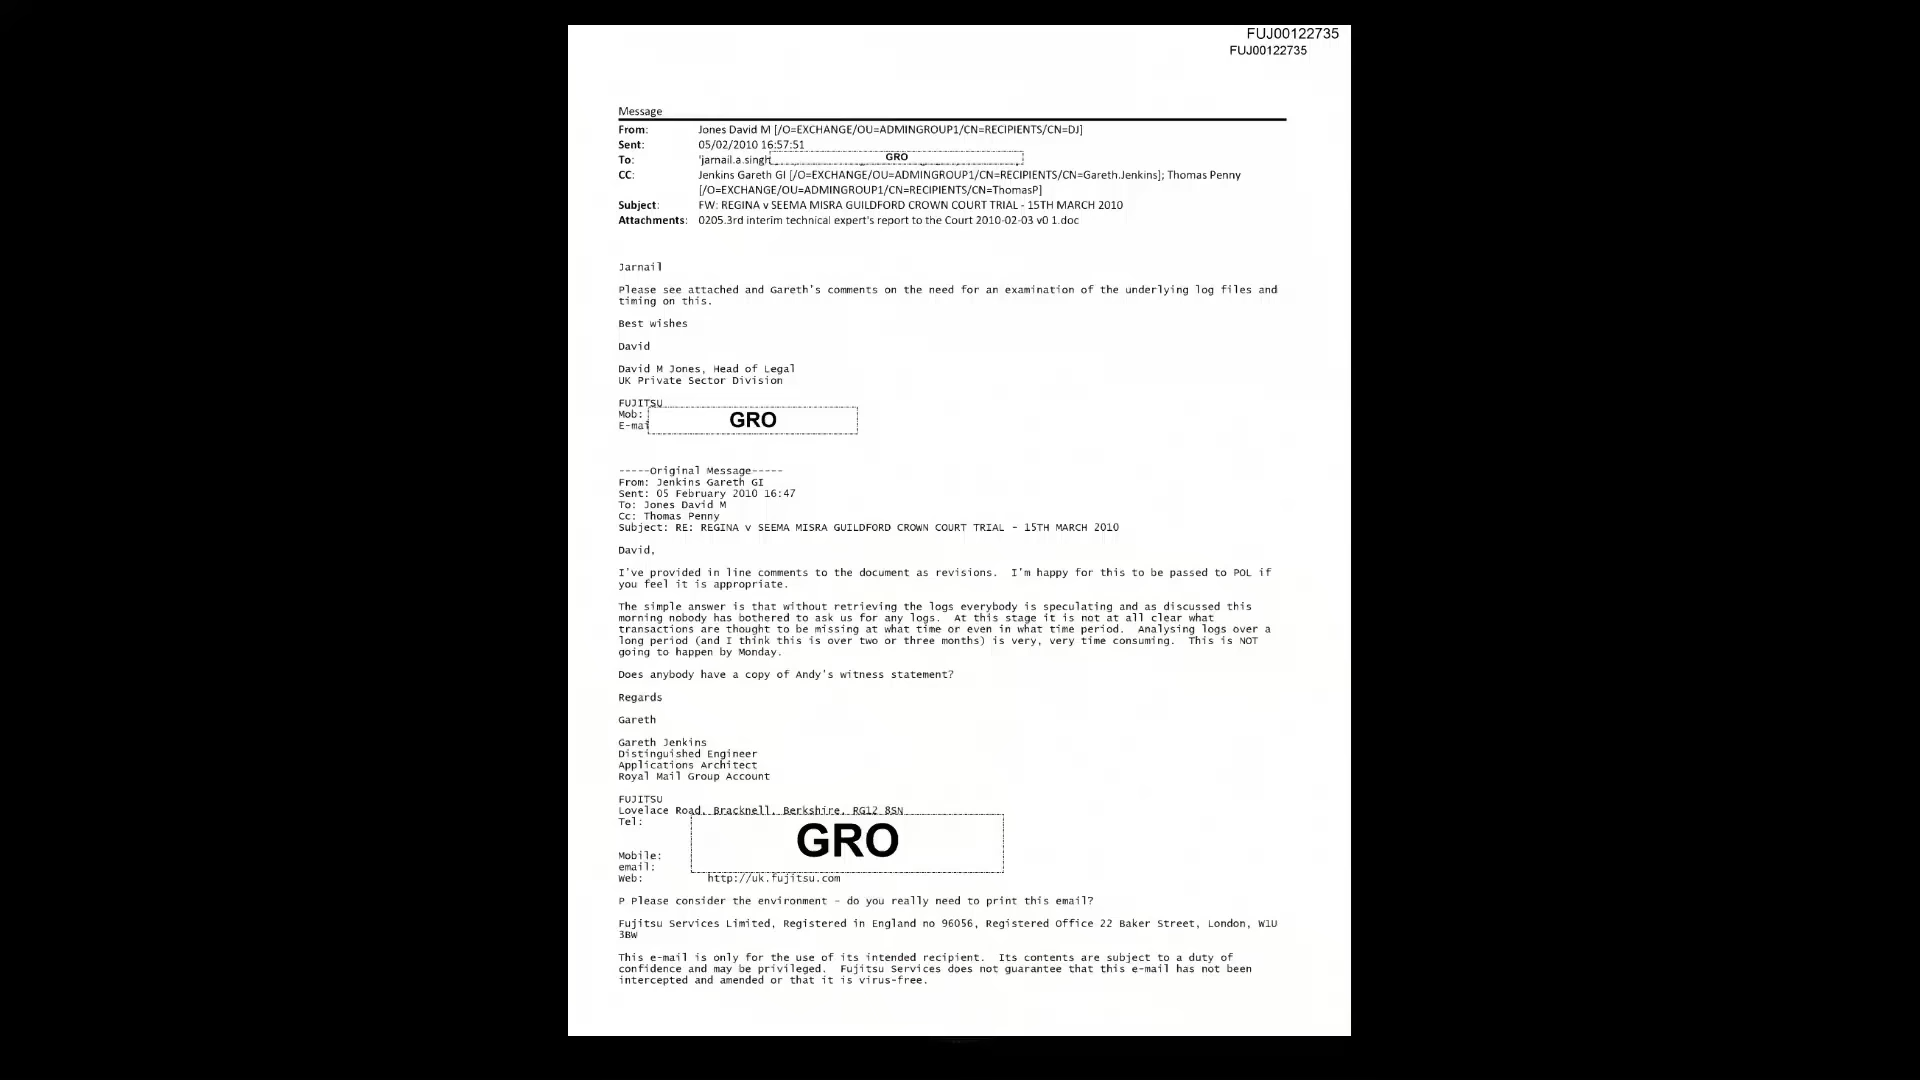 FUJ00122735
FUJ00122735
Message
From: Jones David M [/O=EXCHANGE/OU=ADMINGROUP1/CN=RECIPIENTS/CN=DJ]
Sent: 05/02/2010 16:57:51
To: 'jarnail.a.singh GRO
CC: Jenkins Gareth GI [/O=EXCHANGE/OU=ADMINGROUP1/CN=RECIPIENTS/CN=Gareth.Jenkins]; Thomas Penny
[/O=EXCHANGE/OU=ADMINGROUP1/CN=RECIPIENTS/CN=ThomasP]
Subject: FW: REGINA v SEEMA MISRA GUILDFORD CROWN COURT TRIAL - 15TH MARCH 2010
Attachments: 0205.3rd interim technical expert's report to the Court 2010-02-03 v0 1.doc
Jarnail
Please see attached and Gareth's comments on the need for an examination of the underlying log files and
timing on this.
Best wishes
David
David M Jones, Head of Legal
UK Private Sector Division
FUJITSU
Mob:
GRO
E-mai
-----Original Message-----
From: Jenkins Gareth GI
Sent: 05 February 2010 16:47
To: Jones David M
Cc: Thomas Penny
Subject: RE: REGINA v SEEMA MISRA GUILDFORD CROWN COURT TRIAL - 15TH MARCH 2010
David,
I've provided in line comments to the document as revisions.  I'm happy for this to be passed to POL if
you feel it is appropriate.
The simple answer is that without retrieving the logs everybody is speculating and as discussed this
morning nobody has bothered to ask us for any logs.  At this stage it is not at all clear what
transactions are thought to be missing at what time or even in what time period.  Analysing logs over a
long period (and I think this is over two or three months) is very, very time consuming.  This is NOT
going to happen by Monday.
Does anybody have a copy of Andy's witness statement?
Regards
Gareth
Gareth Jenkins
Distinguished Engineer
Applications Architect
Royal Mail Group Account
FUJITSU
Lovelace Road, Bracknell, Berkshire, RG12 8SN
Tel:
GRO
Mobile:
email:
Web: http://uk.fujitsu.com
P Please consider the environment - do you really need to print this email?
Fujitsu Services Limited, Registered in England no 96056, Registered Office 22 Baker Street, London, W1U
3BW
This e-mail is only for the use of its intended recipient.  Its contents are subject to a duty of
confidence and may be privileged.  Fujitsu Services does not guarantee that this e-mail has not been
intercepted and amended or that it is virus-free.